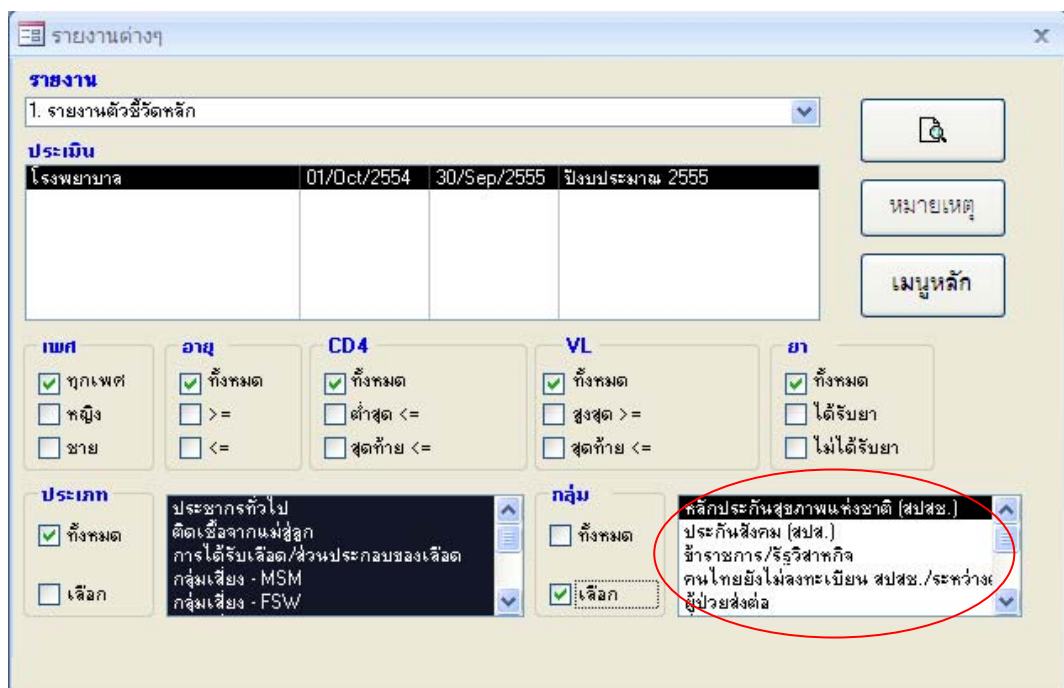 รายงานต่างๆ
รายงาน
1. รายงานตัวชี้วัดหลัก
ประเมิน
โรงพยาบาล 01/Oct/2554 30/Sep/2555 ปีงบประมาณ 2555
หมายเหตุ
เมนูหลัก
เพศ อายุ CD4 VL ยา
ทุกเพศ ทั้งหมด ทั้งหมด ทั้งหมด ทั้งหมด
หญิง >= ต่ำสุด <= สูงสุด >= ได้รับยา
ชาย <= สุดท้าย <= สุดท้าย <= ไม่ได้รับยา
ประเภท
ทั้งหมด
เลือก
ประชากรทั่วไป
ติดเชื้อจากแม่สู่ลูก
การได้รับเลือด/ส่วนประกอบของเลือด
กลุ่มเสี่ยง - MSM
กลุ่มเสี่ยง - FSW
กลุ่ม
ทั้งหมด
เลือก
หลักประกันสุขภาพแห่งชาติ (สปสช.)
ประกันสังคม (สปส.)
ข้าราชการ/รัฐวิสาหกิจ
คนไทยยังไม่ลงทะเบียน สปสช./ระหว่าง
ผู้ป่วยส่งต่อ